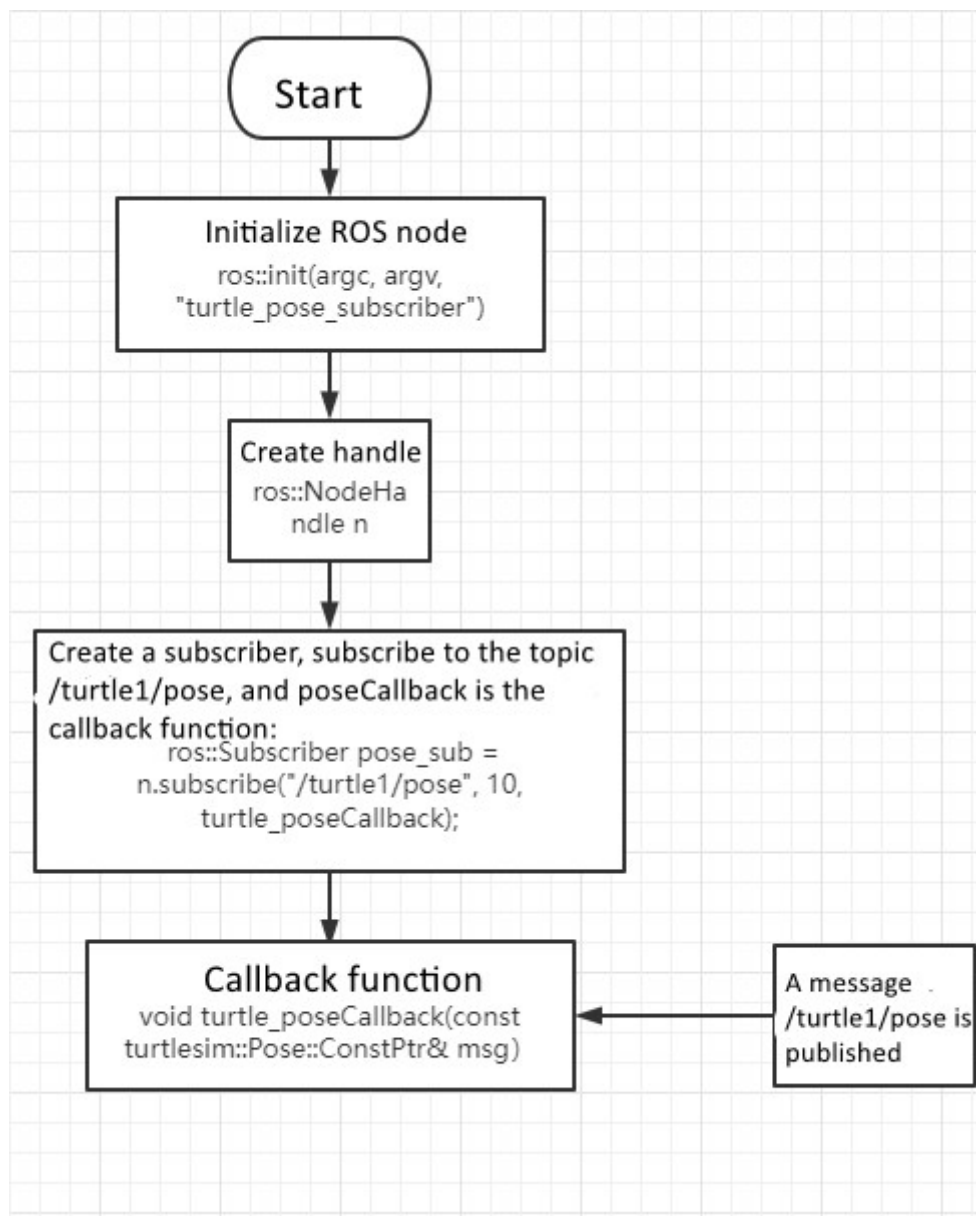 Start
Initialize ROS node
ros::init(argc, argv,
"turtle_pose_subscriber")
Create handle
ros::NodeHa
ndle n
Create a subscriber, subscribe to the topic
/turtle1/pose, and poseCallback is the
callback function:
ros::Subscriber pose_sub =
n.subscribe("/turtle1/pose", 10,
turtle_poseCallback);
Callback function
void turtle_poseCallback(const
turtlesim::Pose::ConstPtr& msg)
A message
/turtle1/pose is
published